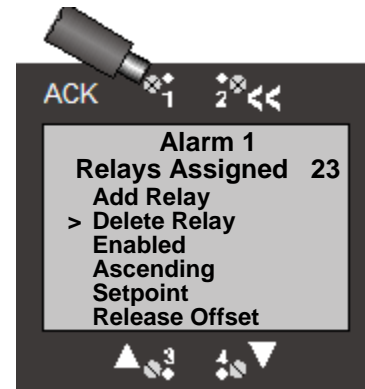 ACK 1 2 <<
Alarm 1
Relays Assigned 23
Add Relay
> Delete Relay
Enabled
Ascending
Setpoint
Release Offset
3 4